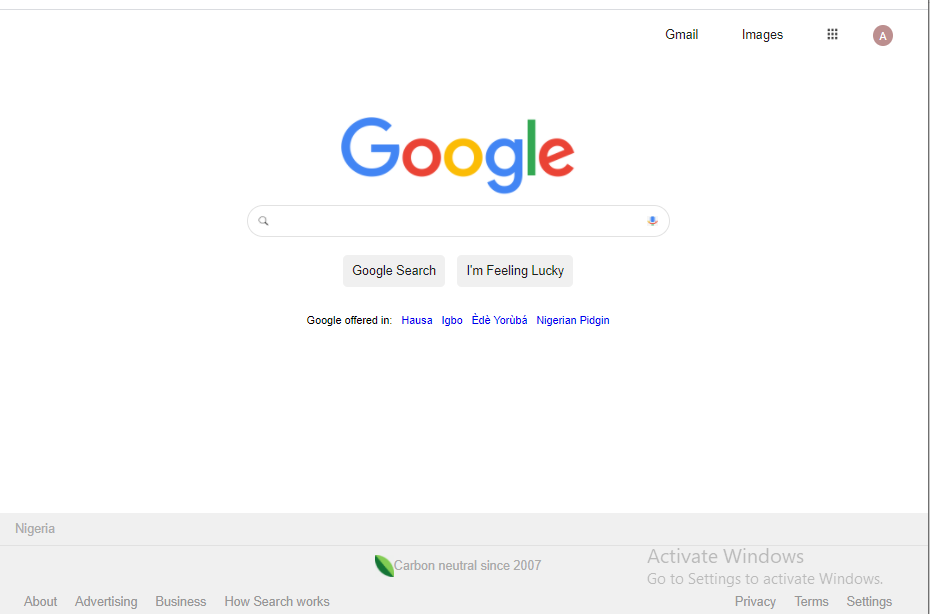 Gmail Images A
Google
Google Search I'm Feeling Lucky
Google offered in: Hausa Igbo Èdè Yorùbá Nigerian Pidgin
Nigeria
Carbon neutral since 2007
Activate Windows
Go to Settings to activate Windows.
About Advertising Business How Search works Privacy Terms Settings